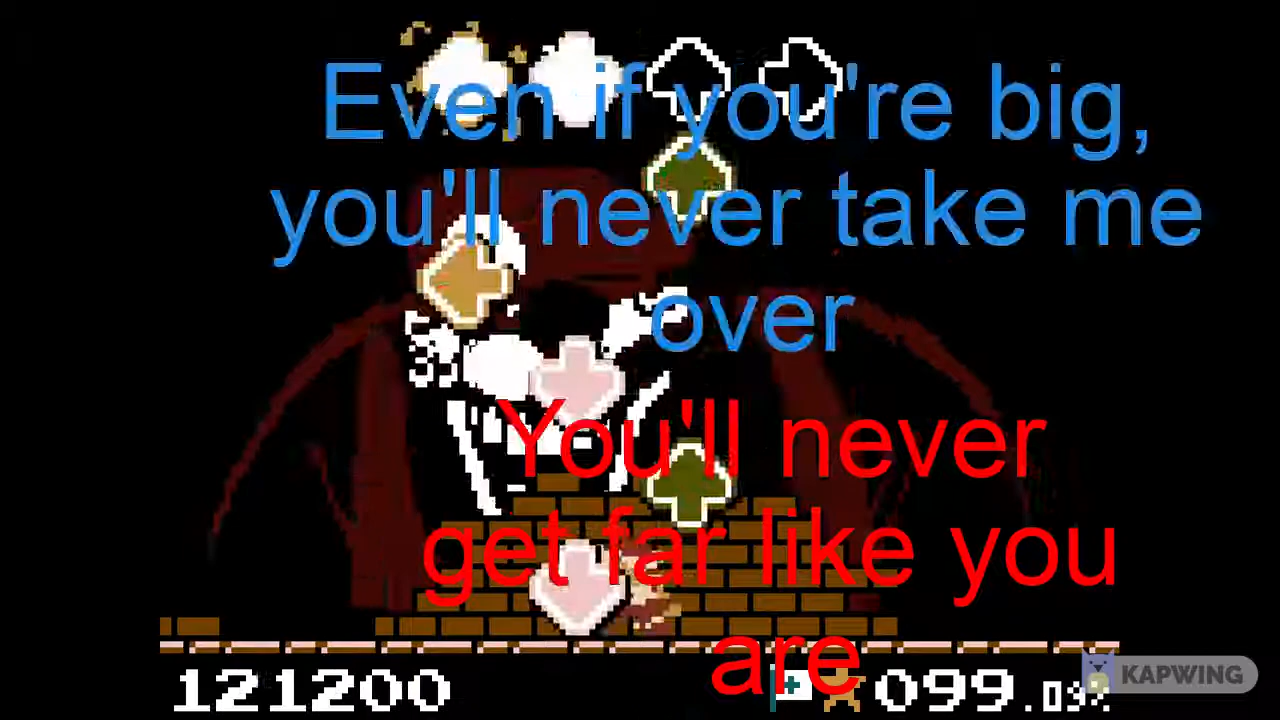 Even if you're big,
you'll never take me
over
You'll never
get far like you
are
121200 099.09%
KAPWING